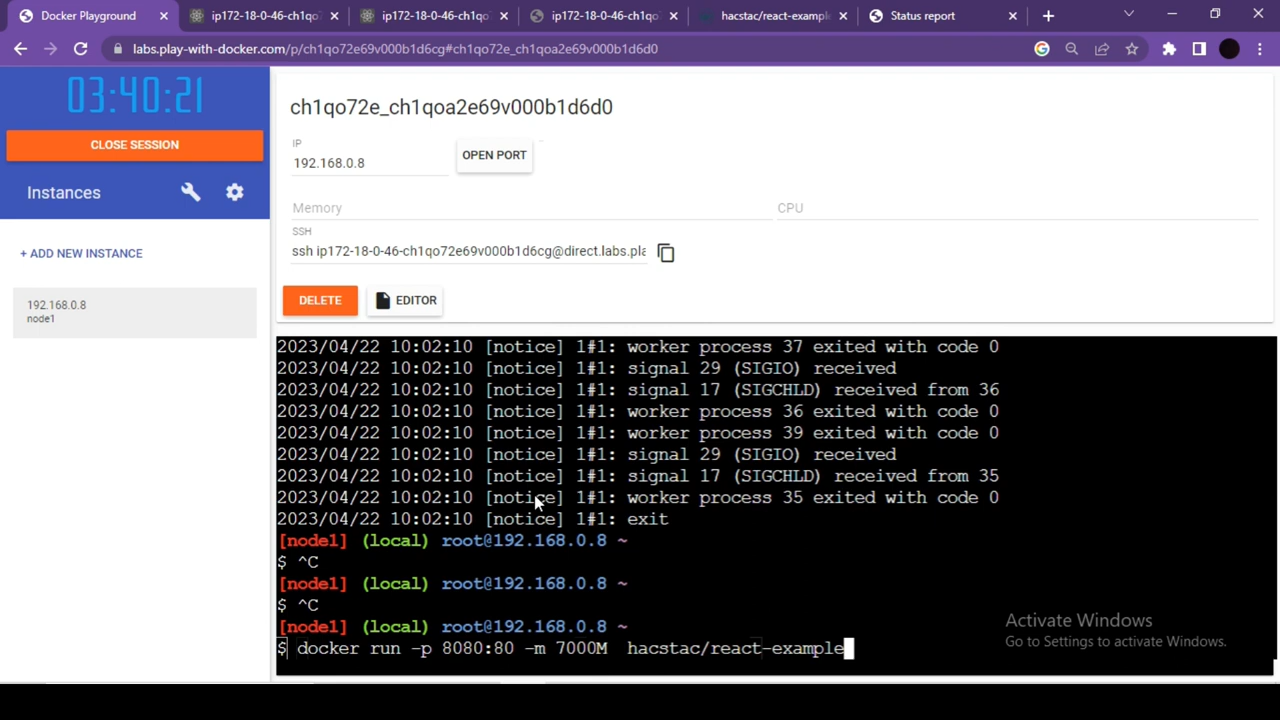 Docker Playground
ip172-18-0-46-ch1qo
ip172-18-0-46-ch1qo
ip172-18-0-46-ch1qo
hacstac/react-example
Status report
labs.play-with-docker.com/p/ch1qo72e69v000b1d6cg#ch1qo72e_ch1qoa2e69v000b1d6d0
03:40:21
CLOSE SESSION
Instances
+ ADD NEW INSTANCE
192.168.0.8
node1
ch1qo72e_ch1qoa2e69v000b1d6d0
IP
192.168.0.8
OPEN PORT
Memory
CPU
SSH
ssh ip172-18-0-46-ch1qo72e69v000b1d6cg@direct.labs.pla
DELETE
EDITOR
2023/04/22 10:02:10 [notice] 1#1: worker process 37 exited with code 0
2023/04/22 10:02:10 [notice] 1#1: signal 29 (SIGIO) received
2023/04/22 10:02:10 [notice] 1#1: signal 17 (SIGCHLD) received from 36
2023/04/22 10:02:10 [notice] 1#1: worker process 36 exited with code 0
2023/04/22 10:02:10 [notice] 1#1: worker process 39 exited with code 0
2023/04/22 10:02:10 [notice] 1#1: signal 29 (SIGIO) received
2023/04/22 10:02:10 [notice] 1#1: signal 17 (SIGCHLD) received from 35
2023/04/22 10:02:10 [notice] 1#1: worker process 35 exited with code 0
2023/04/22 10:02:10 [notice] 1#1: exit
[node1] (local) root@192.168.0.8 ~
$ ^C
[node1] (local) root@192.168.0.8 ~
$ ^C
[node1] (local) root@192.168.0.8 ~
$ docker run -p 8080:80 -m 7000M  hacstac/react-example
Activate Windows
Go to Settings to activate Windows.